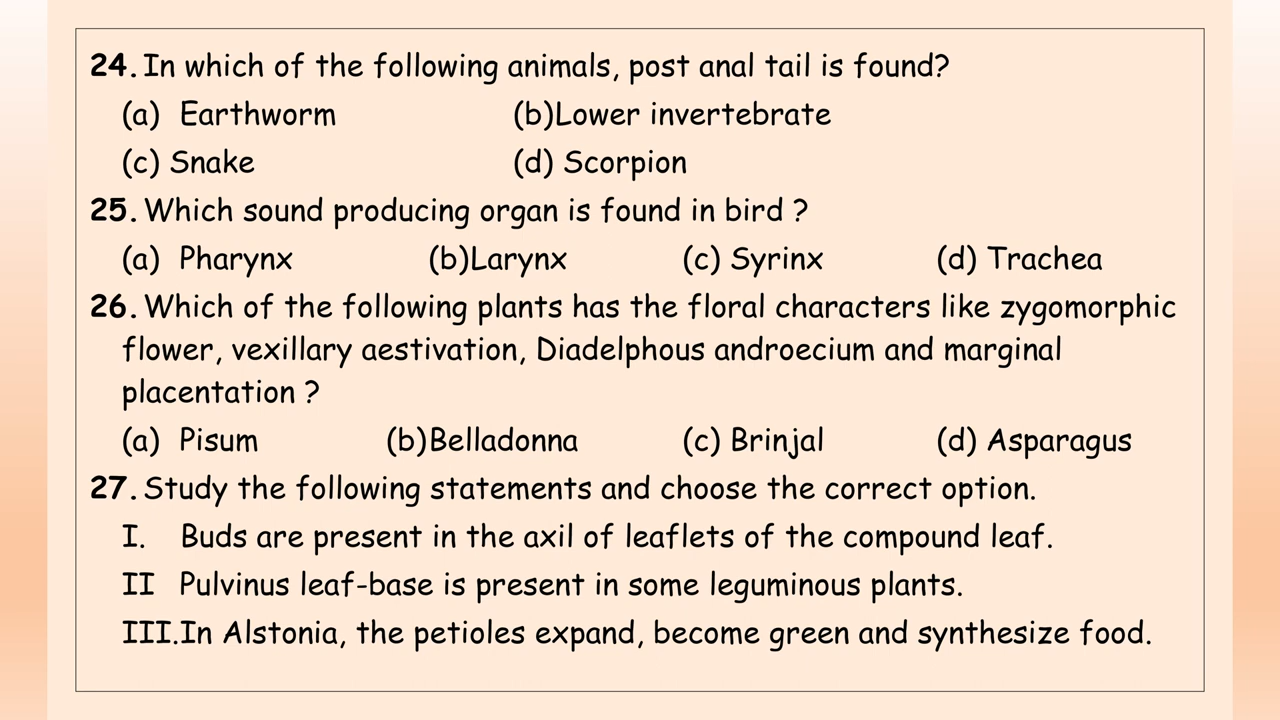 24. In which of the following animals, post anal tail is found?
(a) Earthworm (b)Lower invertebrate
(c) Snake (d) Scorpion
25. Which sound producing organ is found in bird ?
(a) Pharynx (b)Larynx (c) Syrinx (d) Trachea
26. Which of the following plants has the floral characters like zygomorphic
flower, vexillary aestivation, Diadelphous androecium and marginal
placentation ?
(a) Pisum (b)Belladonna (c) Brinjal (d) Asparagus
27. Study the following statements and choose the correct option.
I. Buds are present in the axil of leaflets of the compound leaf.
II Pulvinus leaf-base is present in some leguminous plants.
III.In Alstonia, the petioles expand, become green and synthesize food.